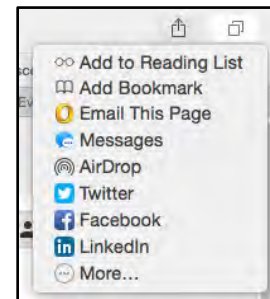 Add to Reading List
Add Bookmark
Email This Page
Messages
AirDrop
Twitter
Facebook
LinkedIn
More...